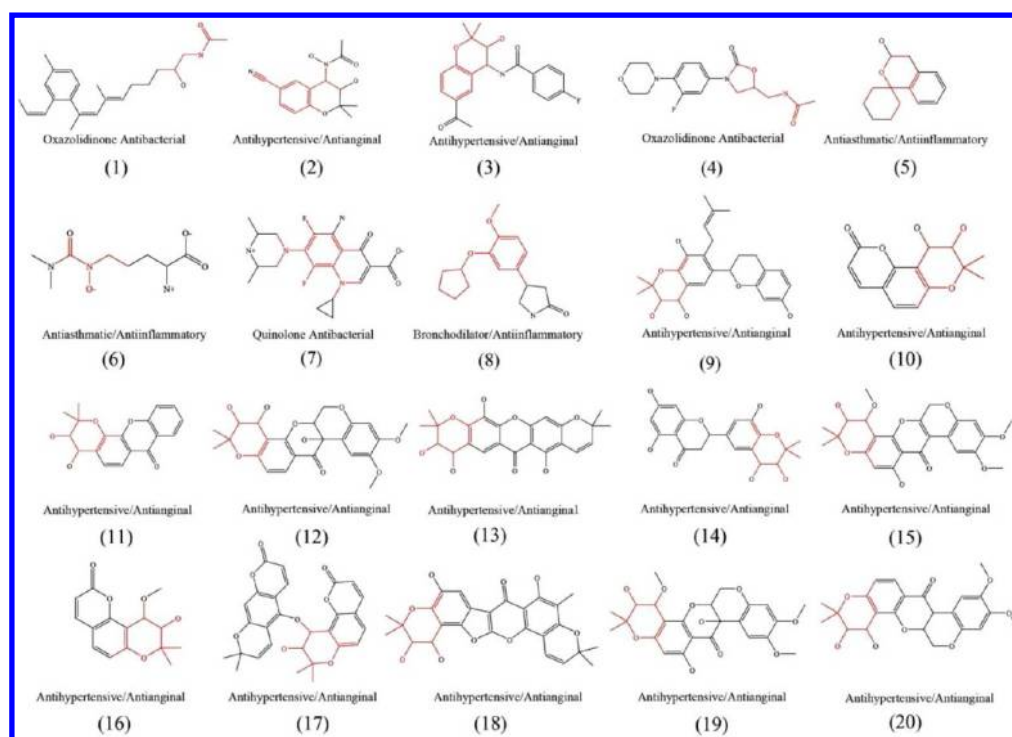 Oxazolidinone Antibacterial
(1)
Antihypertensive/Antianginal
(2)
Antihypertensive/Antianginal
(3)
Oxazolidinone Antibacterial
(4)
Antiasthmatic/Antiinflammatory
(5)
Antiasthmatic/Antiinflammatory
(6)
Quinolone Antibacterial
(7)
Bronchodilator/Antiinflammatory
(8)
Antihypertensive/Antianginal
(9)
Antihypertensive/Antianginal
(10)
Antihypertensive/Antianginal
(11)
Antihypertensive/Antianginal
(12)
Antihypertensive/Antianginal
(13)
Antihypertensive/Antianginal
(14)
Antihypertensive/Antianginal
(15)
Antihypertensive/Antianginal
(16)
Antihypertensive/Antianginal
(17)
Antihypertensive/Antianginal
(18)
Antihypertensive/Antianginal
(19)
Antihypertensive/Antianginal
(20)